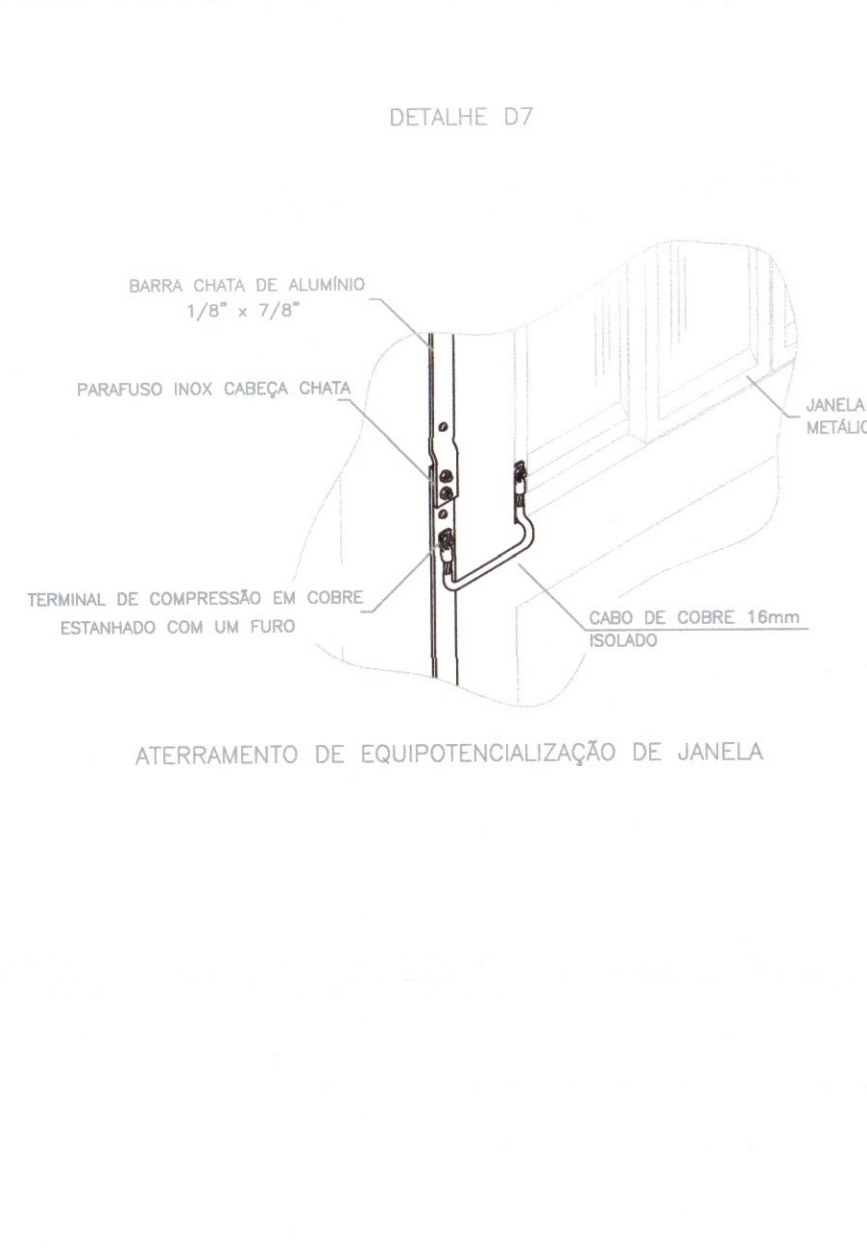 DETALHE D7
BARRA CHATA DE ALUMÍNIO
1/8" x 7/8"
PARAFUSO INOX CABEÇA CHATA
JANELA
METÁLIC
TERMINAL DE COMPRESSÃO EM COBRE
ESTANHADO COM UM FURO
CABO DE COBRE 16mm
ISOLADO
ATERRAMENTO DE EQUIPOTENCIALIZAÇÃO DE JANELA